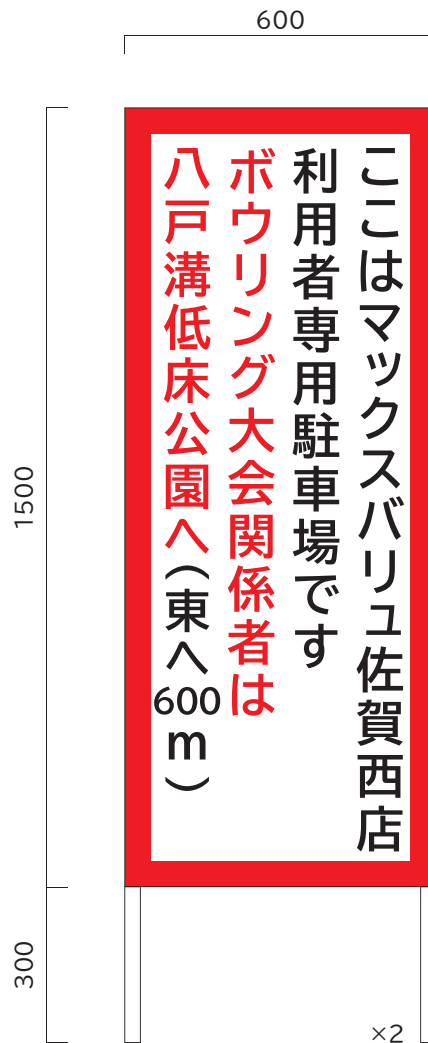 600
1500
300
ここはマックスバリュ佐賀西店
利用者専用駐車場です
ボウリング大会関係者は
八戸溝低床公園へ(東へ600m)
×2